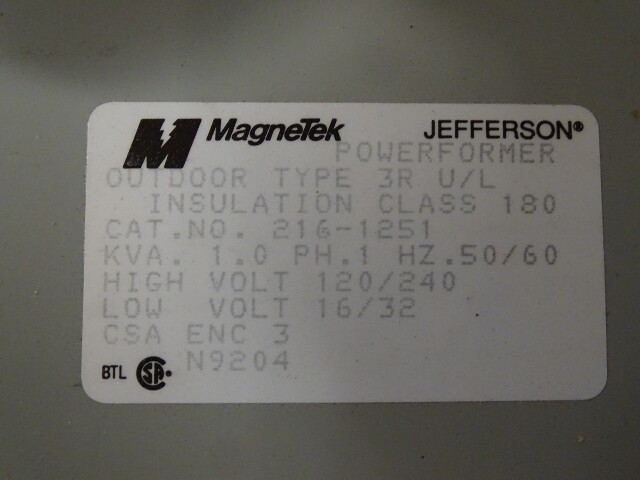 MagneTek JEFFERSON®
POWERFORMER
OUTDOOR TYPE 3R U/L
INSULATION CLASS 180
CAT.NO. 216-1251
KVA. 1.0 PH.1 HZ.50/60
HIGH VOLT 120/240
LOW VOLT 16/32
CSA ENC 3
BTL SA N9204